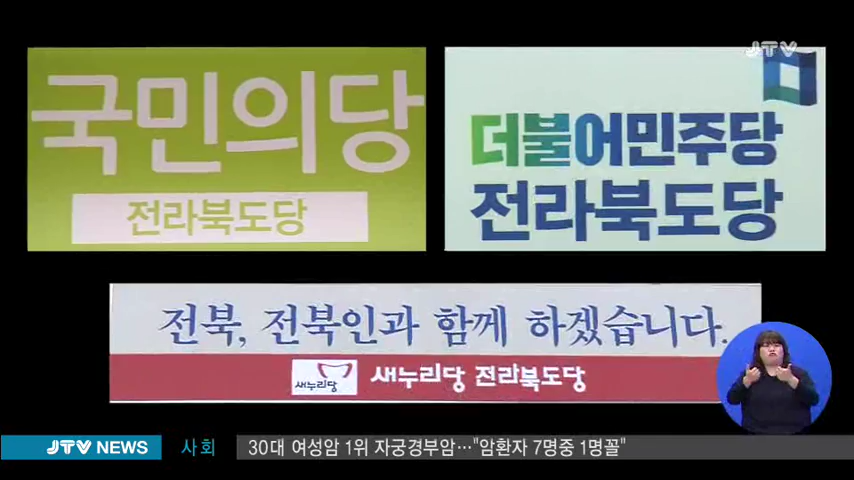 국민의당
전라북도당
JTV
더불어민주당
전라북도당
전북, 전북인과 함께 하겠습니다.
새누리당 새누리당 전라북도당
JTV NEWS 사회 30대 여성암 1위 자궁경부암…"암환자 7명중 1명꼴"